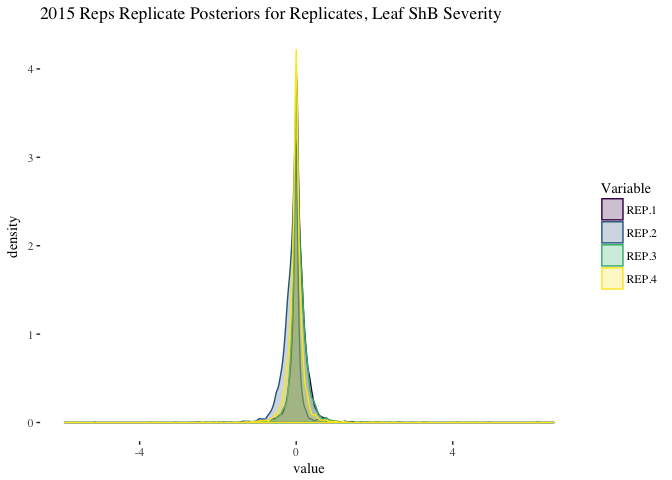 2015 Reps Replicate Posteriors for Replicates, Leaf ShB Severity
4
3
2
1
0
density
-4
0
4
value
Variable
REP.1
REP.2
REP.3
REP.4